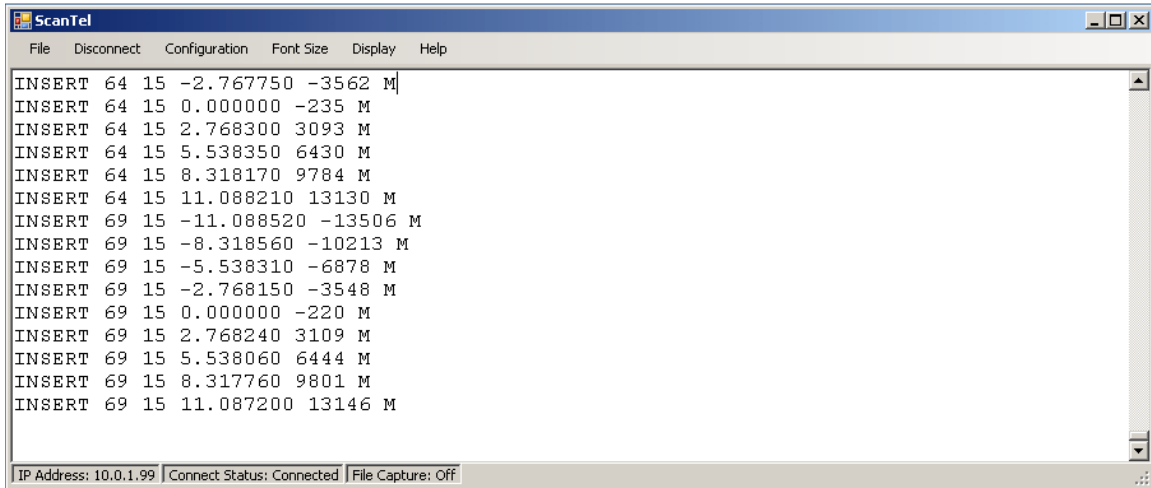 ScanTel
File Disconnect Configuration Font Size Display Help
INSERT 64 15 -2.767750 -3562 M
INSERT 64 15 0.000000 -235 M
INSERT 64 15 2.768300 3093 M
INSERT 64 15 5.538350 6430 M
INSERT 64 15 8.318170 9784 M
INSERT 64 15 11.088210 13130 M
INSERT 69 15 -11.088520 -13506 M
INSERT 69 15 -8.318560 -10213 M
INSERT 69 15 -5.538310 -6878 M
INSERT 69 15 -2.768150 -3548 M
INSERT 69 15 0.000000 -220 M
INSERT 69 15 2.768240 3109 M
INSERT 69 15 5.538060 6444 M
INSERT 69 15 8.317760 9801 M
INSERT 69 15 11.087200 13146 M
IP Address: 10.0.1.99 Connect Status: Connected File Capture: Off